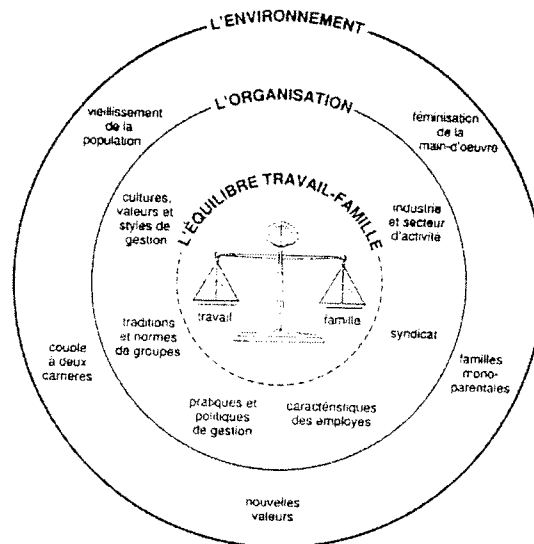 L'ENVIRONNEMENT
L'ORGANISATION
L'ÉQUILIBRE TRAVAIL-FAMILLE
vieillissement
de la
population
féminisation
de la
main-d'oeuvre
cultures,
valeurs et
styles de
gestion
industrie
et secteur
d'activité
travail
famille
traditions
et normes
de groupes
syndicat
couple
à deux
carrières
familles
mono-
parentales
pratiques et
politiques
de gestion
caractéristiques
des employés
nouvelles
valeurs